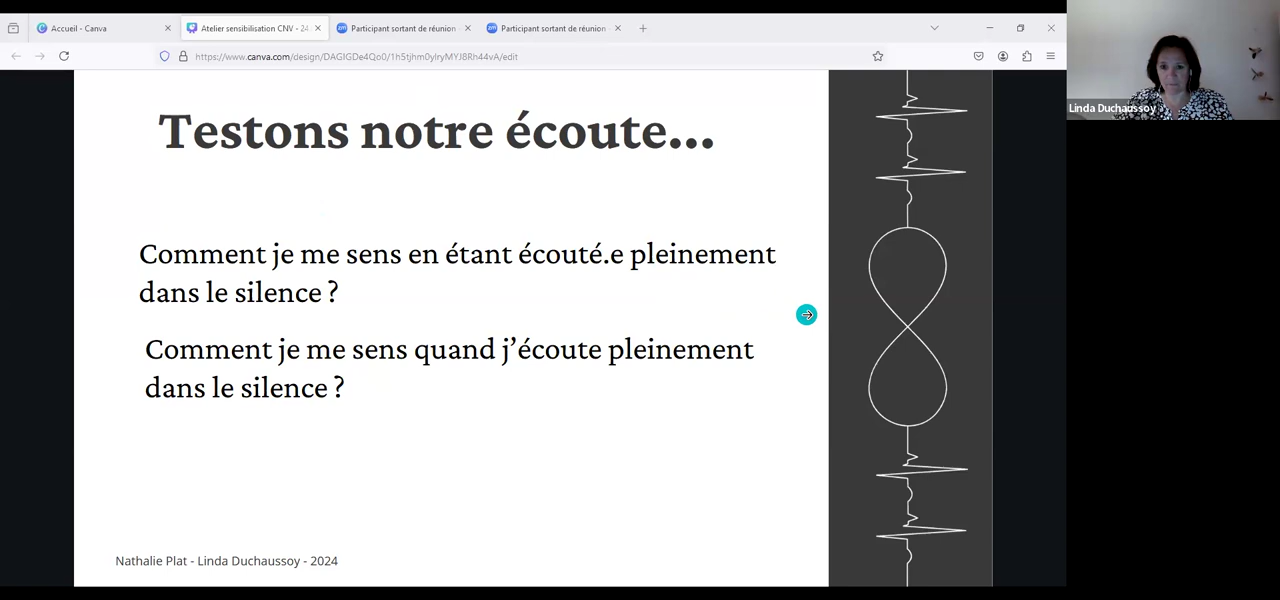 Accueil - Canva
Atelier sensibilisation CNV - 24
Participant sortant de réunion
Participant sortant de réunion
https://www.canva.com/design/DAGIGDe4Qo0/1h5tjhm0ylryMYJ8Rh44vA/edit
Linda Duchaussoy
Testons notre écoute...
Comment je me sens en étant écouté.e pleinement
dans le silence ?
Comment je me sens quand j’écoute pleinement
dans le silence ?
Nathalie Plat - Linda Duchaussoy - 2024